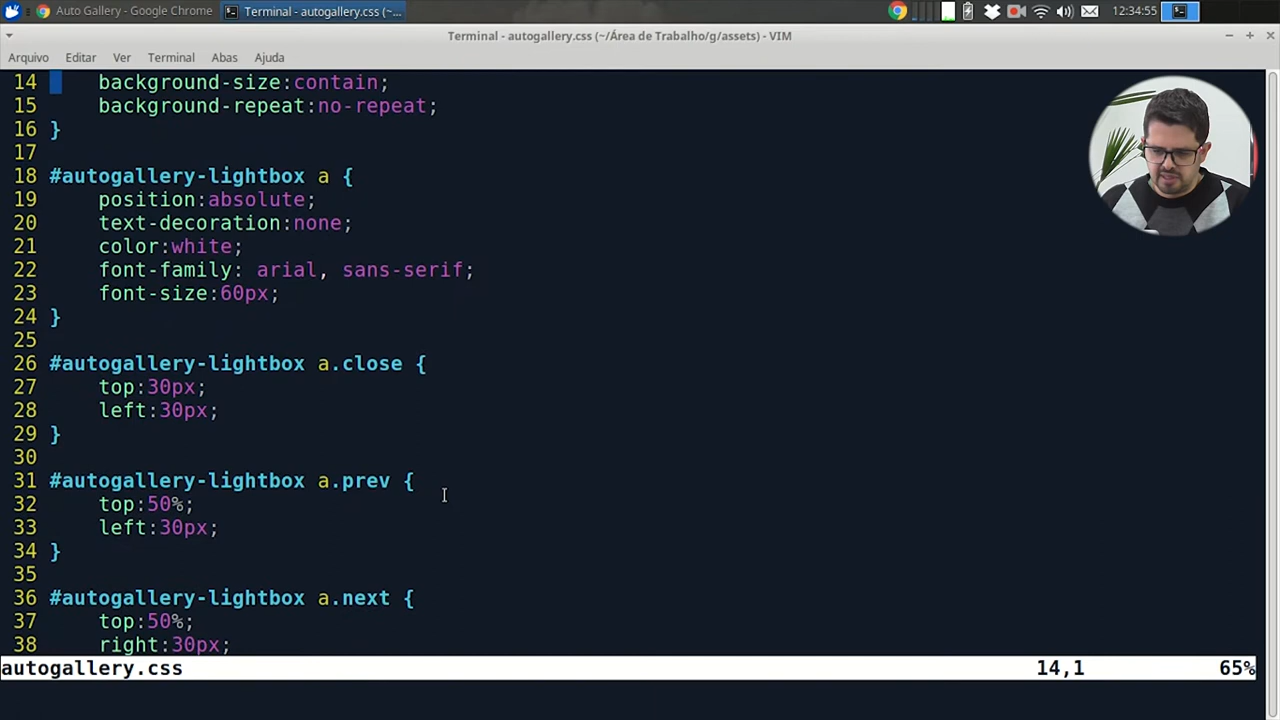 Auto Gallery - Google Chrome
Terminal - autogallery.css (~...
12:34:55
Terminal - autogallery.css (~/Área de Trabalho/g/assets) - VIM
Arquivo Editar Ver Terminal Abas Ajuda
14 background-size:contain;
15 background-repeat:no-repeat;
16 }
17
18 #autogallery-lightbox a {
19 position:absolute;
20 text-decoration:none;
21 color:white;
22 font-family: arial, sans-serif;
23 font-size:60px;
24 }
25
26 #autogallery-lightbox a.close {
27 top:30px;
28 left:30px;
29 }
30
31 #autogallery-lightbox a.prev {
32 top:50%;
33 left:30px;
34 }
35
36 #autogallery-lightbox a.next {
37 top:50%;
38 right:30px;
autogallery.css 14,1 65%